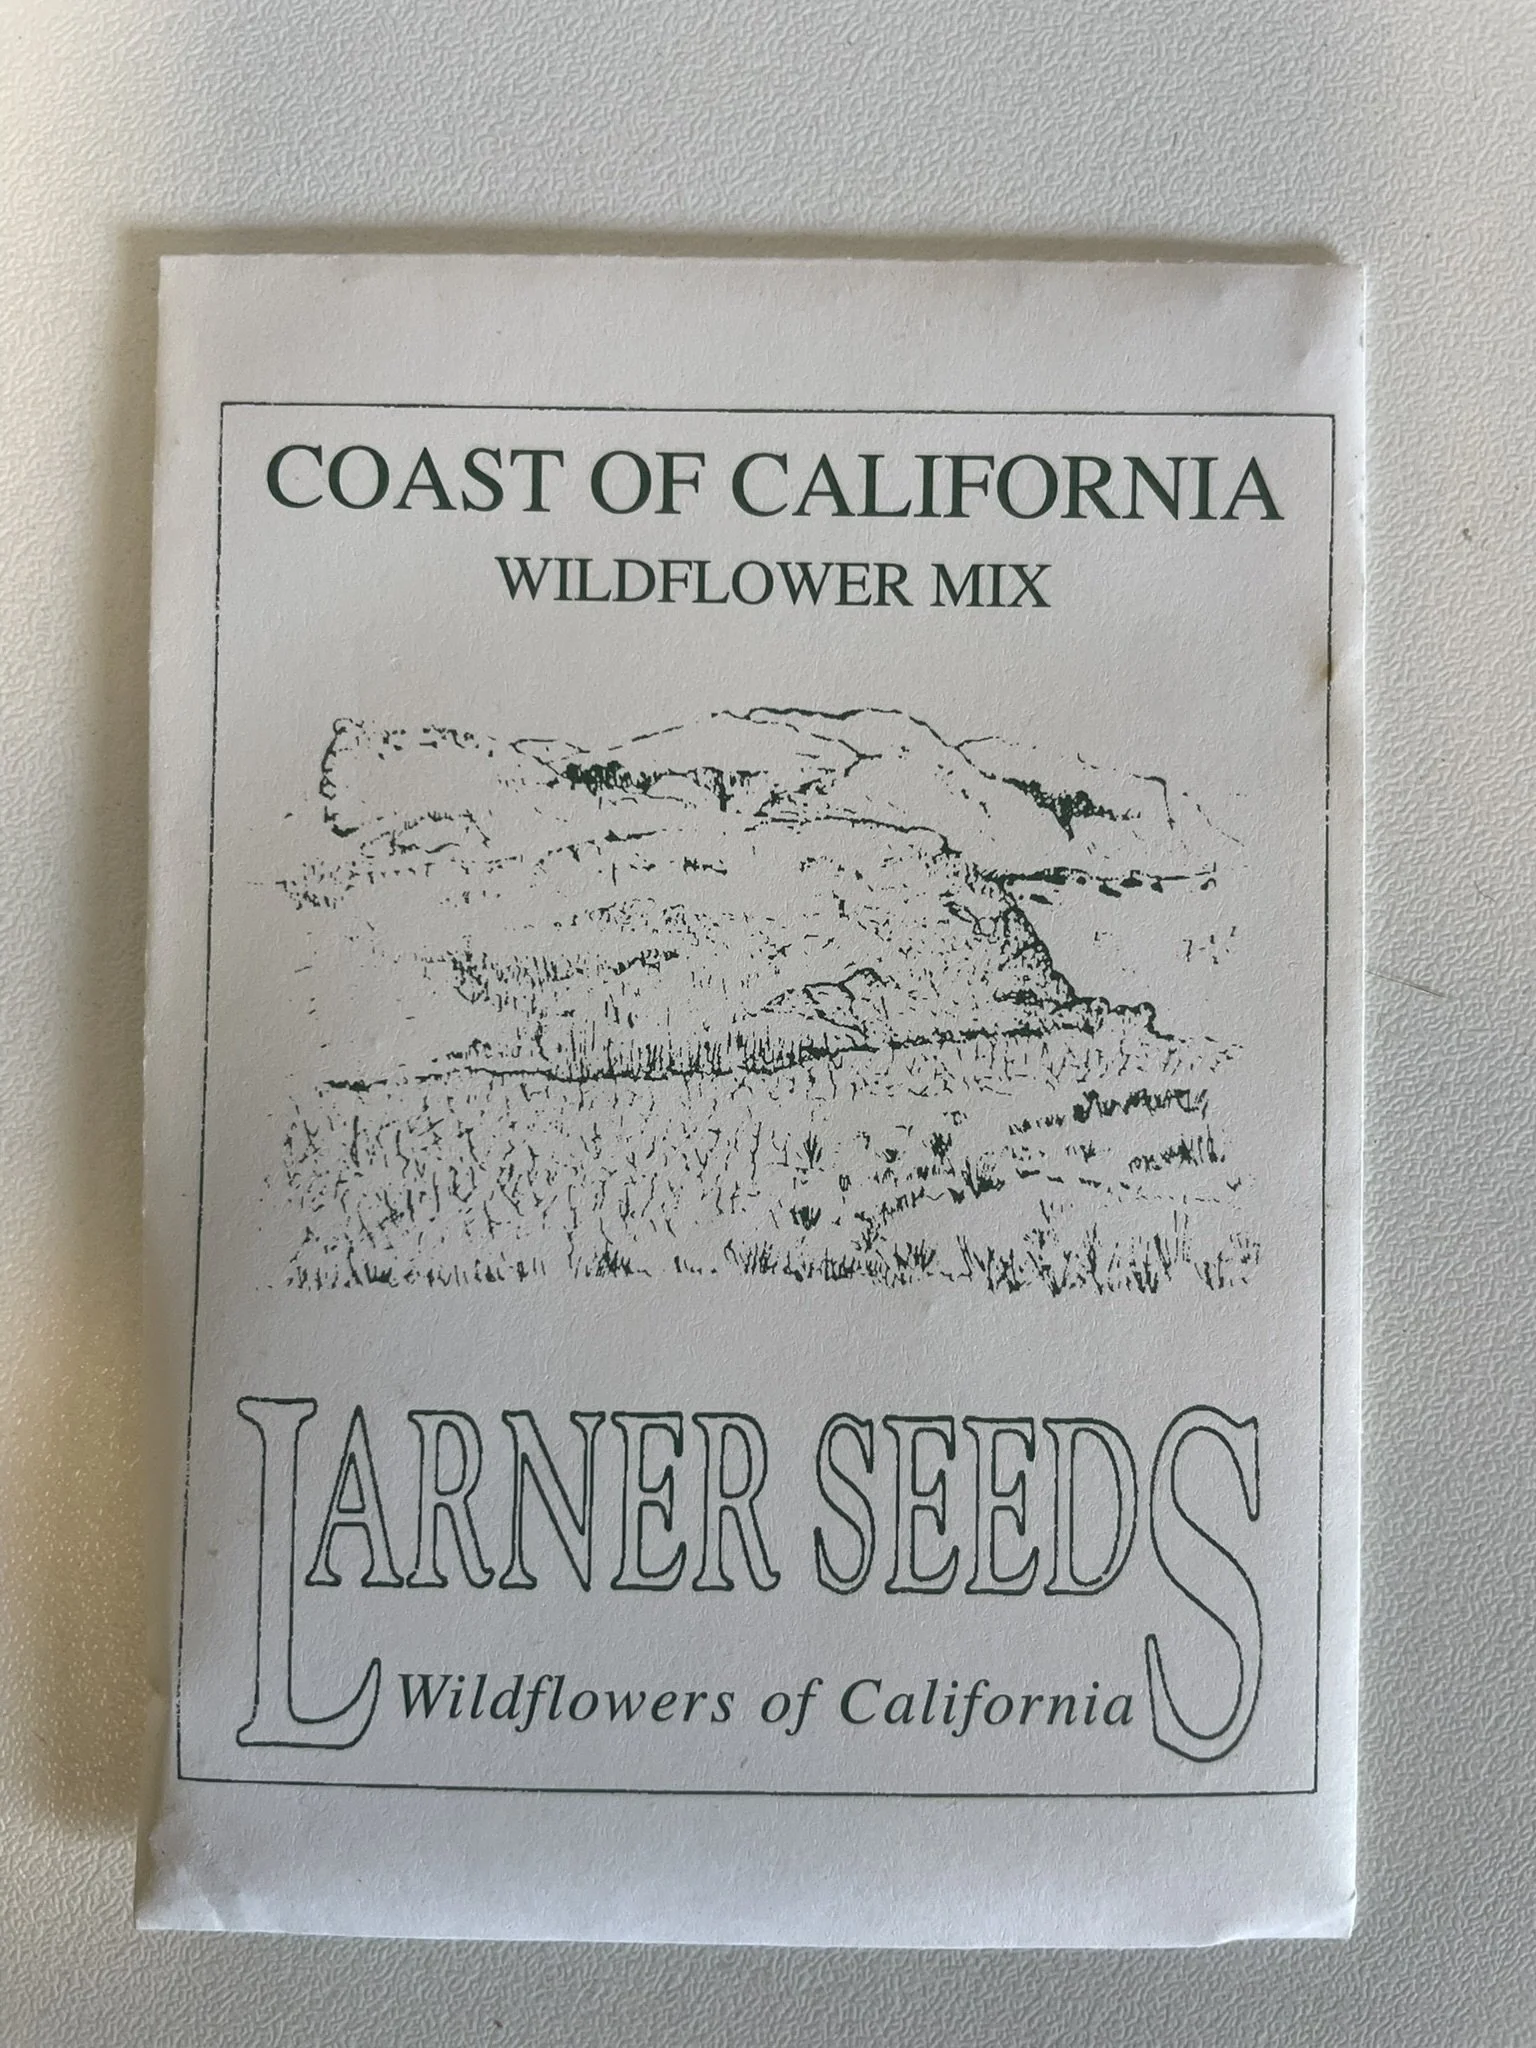 COAST OF CALIFORNIA
WILDFLOWER MIX
LARNER SEEDS
Wildflowers of California